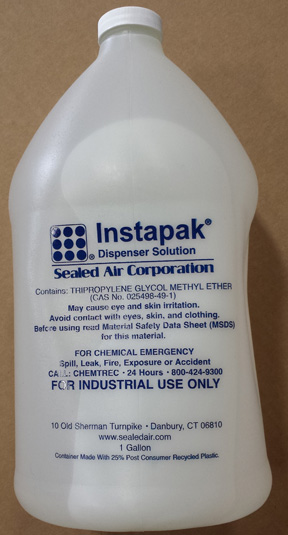 Instapak®
Dispenser Solution
Sealed Air Corporation
Contains: TRIPROPYLENE GLYCOL METHYL ETHER
(CAS No. 025498-49-1)
May cause eye and skin irritation.
Avoid contact with eyes, skin, and clothing.
Before using read Material Safety Data Sheet (MSDS)
for this material.
FOR CHEMICAL EMERGENCY
Spill, Leak, Fire, Exposure or Accident
CALL: CHEMTREC • 24 Hours • 800-424-9300
FOR INDUSTRIAL USE ONLY
10 Old Sherman Turnpike • Danbury, CT 06810
www.sealedair.com
1 Gallon
Container Made With 25% Post Consumer Recycled Plastic.